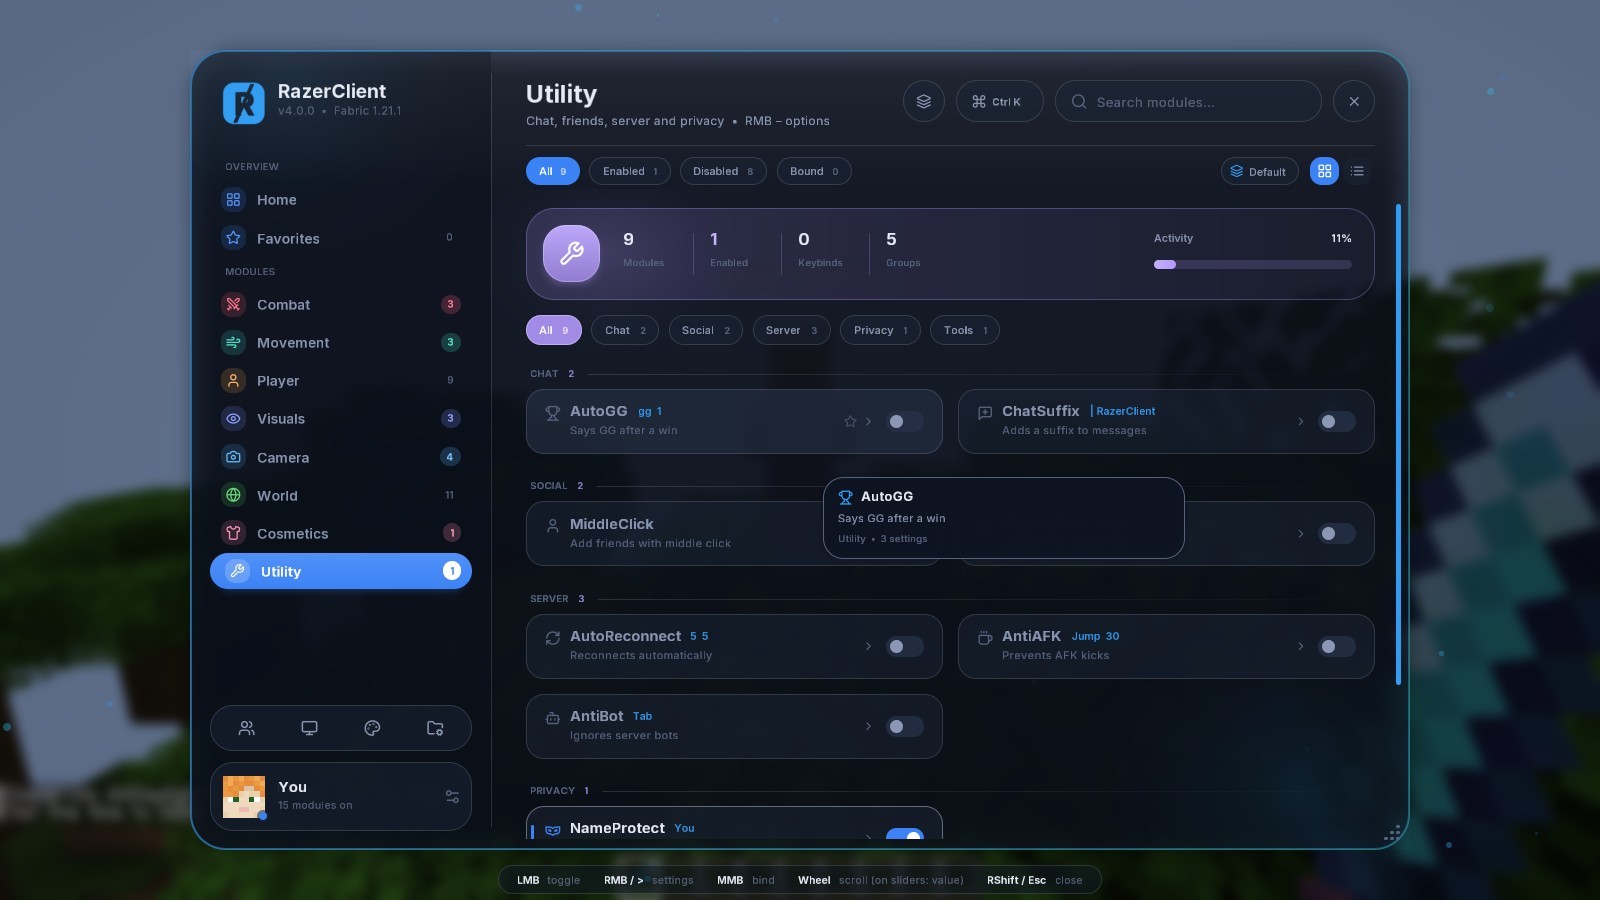 RazerClient
v4.0.0 • Fabric 1.21.1
OVERVIEW
Home
Favorites 0
MODULES
Combat 3
Movement 3
Player 9
Visuals 3
Camera 4
World 11
Cosmetics 1
Utility 1
You
15 modules on
Utility
Chat, friends, server and privacy • RMB – options
Ctrl K
Search modules...
All 9 Enabled 1 Disabled 8 Bound 0
Default
9 1 0 5
Modules Enabled Keybinds Groups
Activity 11%
All 9 Chat 2 Social 2 Server 3 Privacy 1 Tools 1
CHAT 2
AutoGG gg 1
Says GG after a win
ChatSuffix | RazerClient
Adds a suffix to messages
SOCIAL 2
MiddleClick
Add friends with middle click
AutoGG
Says GG after a win
Utility • 3 settings
SERVER 3
AutoReconnect 5 5
Reconnects automatically
AntiAFK Jump 30
Prevents AFK kicks
AntiBot Tab
Ignores server bots
PRIVACY 1
NameProtect You
LMB toggle RMB / > settings MMB bind Wheel scroll (on sliders: value) RShift / Esc close